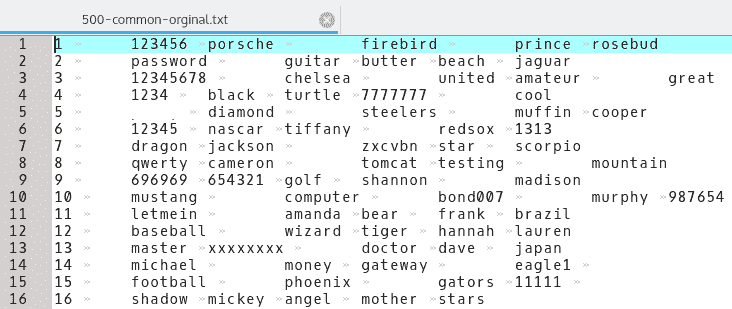 500-common-orginal.txt
1 1 123456 porsche firebird prince rosebud
2 2 password guitar butter beach jaguar
3 3 12345678 chelsea united amateur great
4 4 1234 black turtle 7777777 cool
5 5 diamond steelers muffin cooper
6 6 12345 nascar tiffany redsox 1313
7 7 dragon jackson zxcvbn star scorpio
8 8 qwerty cameron tomcat testing mountain
9 9 696969 654321 golf shannon madison
10 10 mustang computer bond007 murphy 987654
11 11 letmein amanda bear frank brazil
12 12 baseball wizard tiger hannah lauren
13 13 master xxxxxxxx doctor dave japan
14 14 michael money gateway eagle1
15 15 football phoenix gators 11111
16 16 shadow mickey angel mother stars